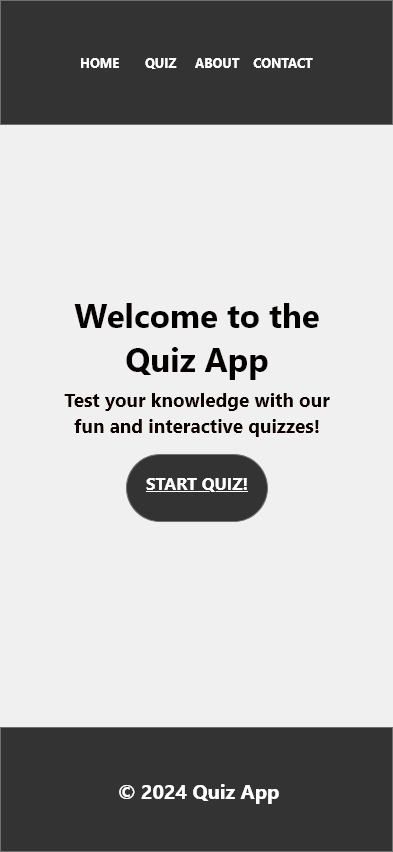 HOME QUIZ ABOUT CONTACT
Welcome to the
Quiz App
Test your knowledge with our
fun and interactive quizzes!
START QUIZ!
© 2024 Quiz App